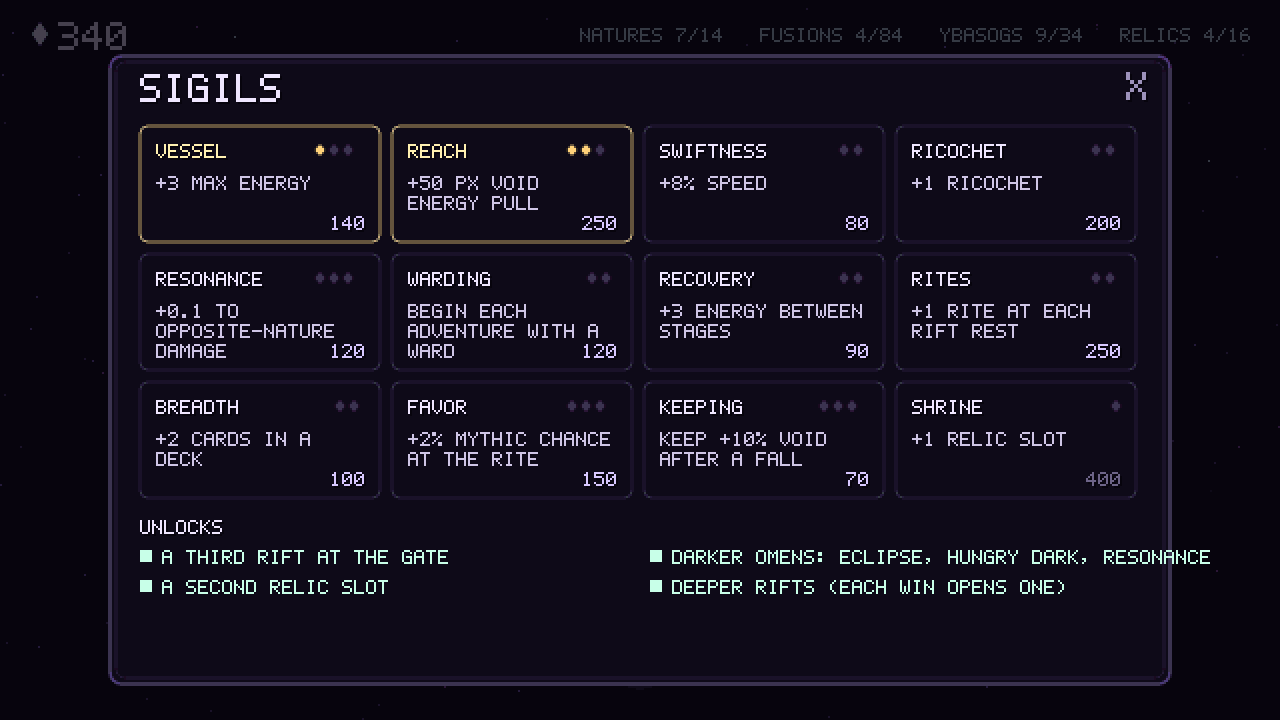 340
NATURES 7/14 FUSIONS 4/84 YBASOGS 9/34 RELICS 4/16
SIGILS X
VESSEL
+3 MAX ENERGY
140
REACH
+50 PX VOID
ENERGY PULL
250
SWIFTNESS
+8% SPEED
80
RICOCHET
+1 RICOCHET
200
RESONANCE
+0.1 TO
OPPOSITE-NATURE
DAMAGE 120
WARDING
BEGIN EACH
ADVENTURE WITH A
WARD 120
RECOVERY
+3 ENERGY BETWEEN
STAGES
90
RITES
+1 RITE AT EACH
RIFT REST
250
BREADTH
+2 CARDS IN A
DECK
100
FAVOR
+2% MYTHIC CHANCE
AT THE RITE
150
KEEPING
KEEP +10% VOID
AFTER A FALL
70
SHRINE
+1 RELIC SLOT
400
UNLOCKS
A THIRD RIFT AT THE GATE
DARKER OMENS: ECLIPSE, HUNGRY DARK, RESONANCE
A SECOND RELIC SLOT
DEEPER RIFTS (EACH WIN OPENS ONE)